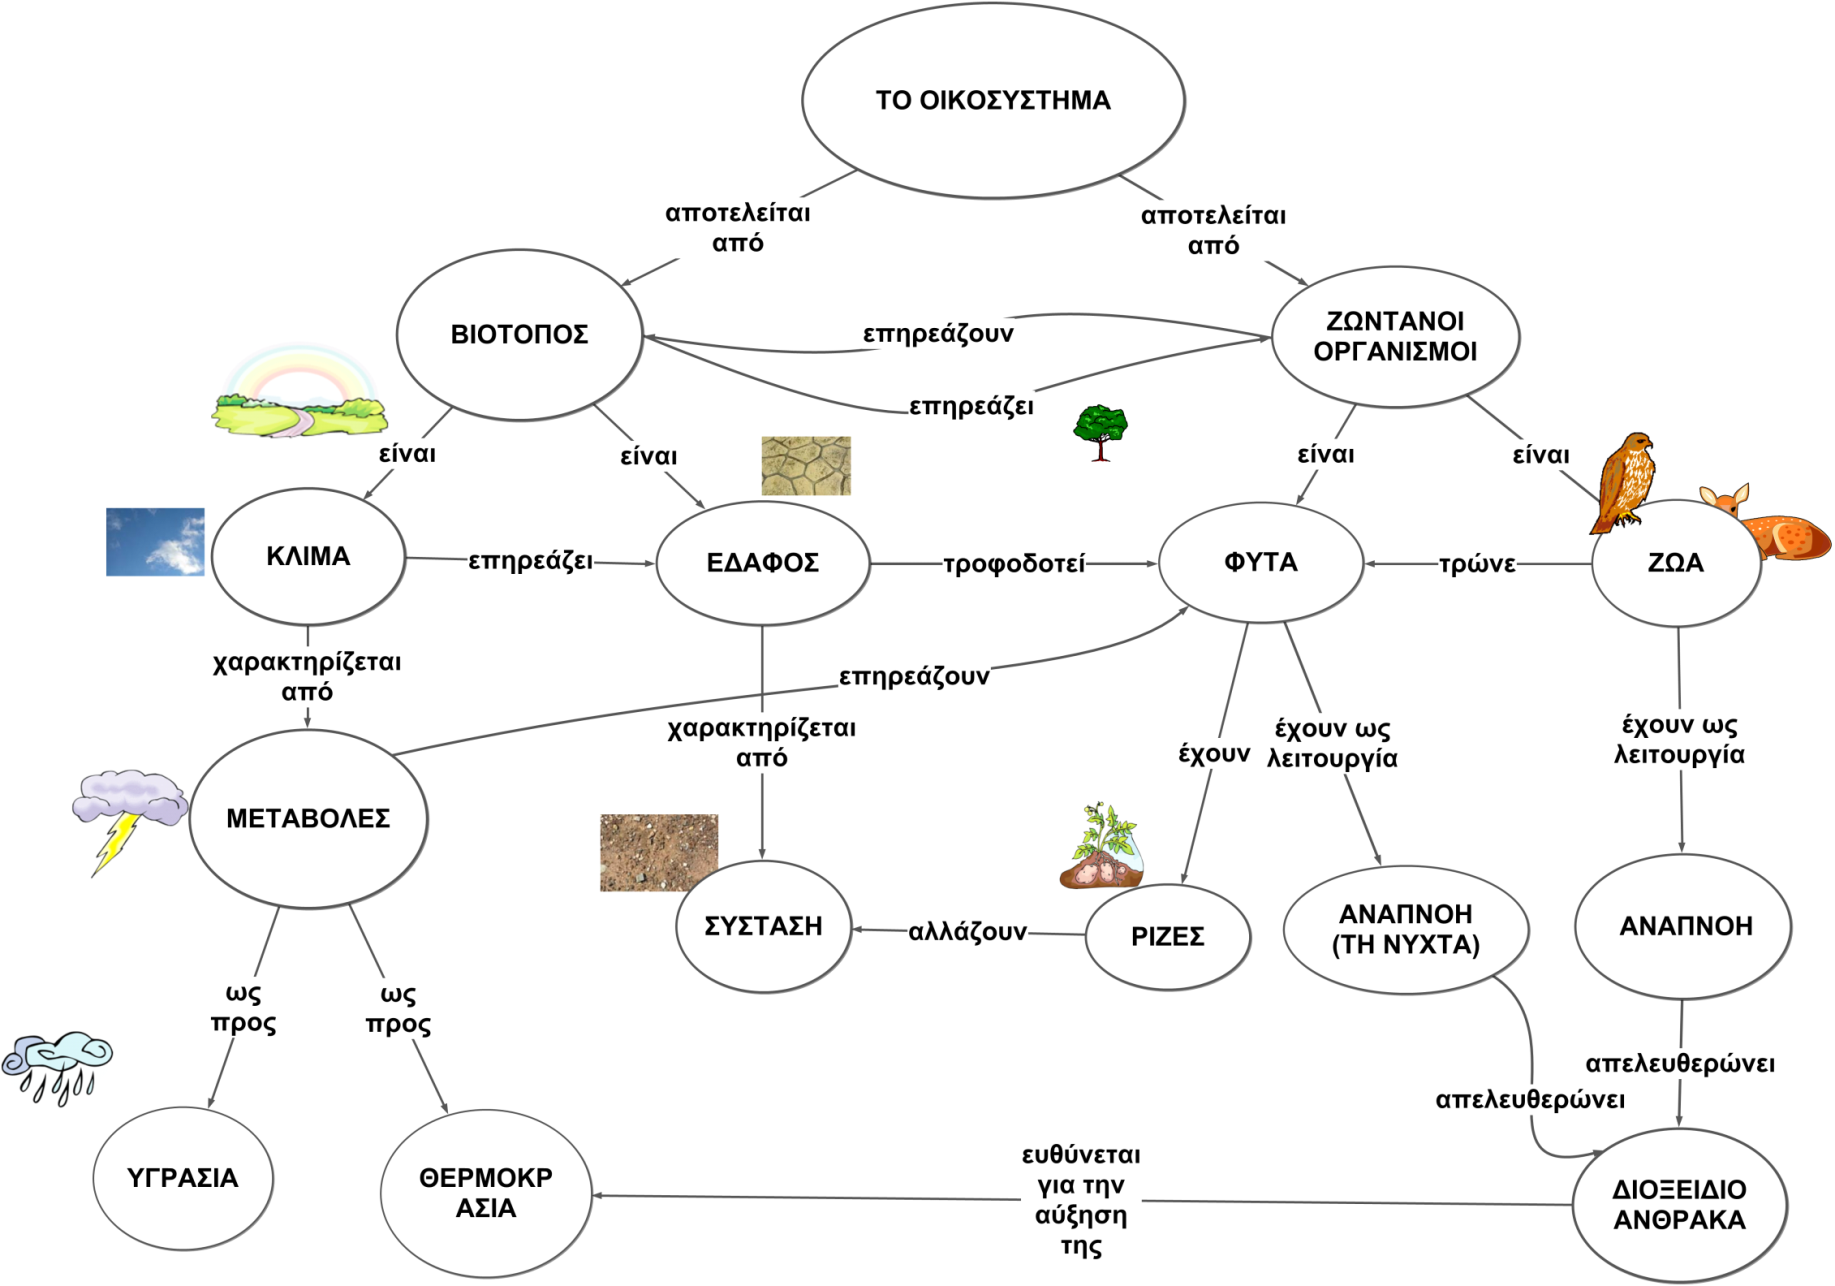 ΤΟ ΟΙΚΟΣΥΣΤΗΜΑ
αποτελείται
από
αποτελείται
από
ΒΙΟΤΟΠΟΣ
επηρεάζουν
ΖΩΝΤΑΝΟΙ
ΟΡΓΑΝΙΣΜΟΙ
επηρεάζει
είναι
είναι
είναι
είναι
ΚΛΙΜΑ
επηρεάζει
ΕΔΑΦΟΣ
τροφοδοτεί
ΦΥΤΑ
τρώνε
ΖΩΑ
χαρακτηρίζεται
από
επηρεάζουν
χαρακτηρίζεται
από
έχουν
έχουν ως
λειτουργία
έχουν ως
λειτουργία
ΜΕΤΑΒΟΛΕΣ
ΣΥΣΤΑΣΗ
αλλάζουν
ΡΙΖΕΣ
ΑΝΑΠΝΟΗ
(ΤΗ ΝΥΧΤΑ)
ΑΝΑΠΝΟΗ
ως
προς
ως
προς
απελευθερώνει
απελευθερώνει
ΥΓΡΑΣΙΑ
ΘΕΡΜΟΚΡ
ΑΣΙΑ
ευθύνεται
για την
αύξηση
της
ΔΙΟΞΕΙΔΙΟ
ΑΝΘΡΑΚΑ